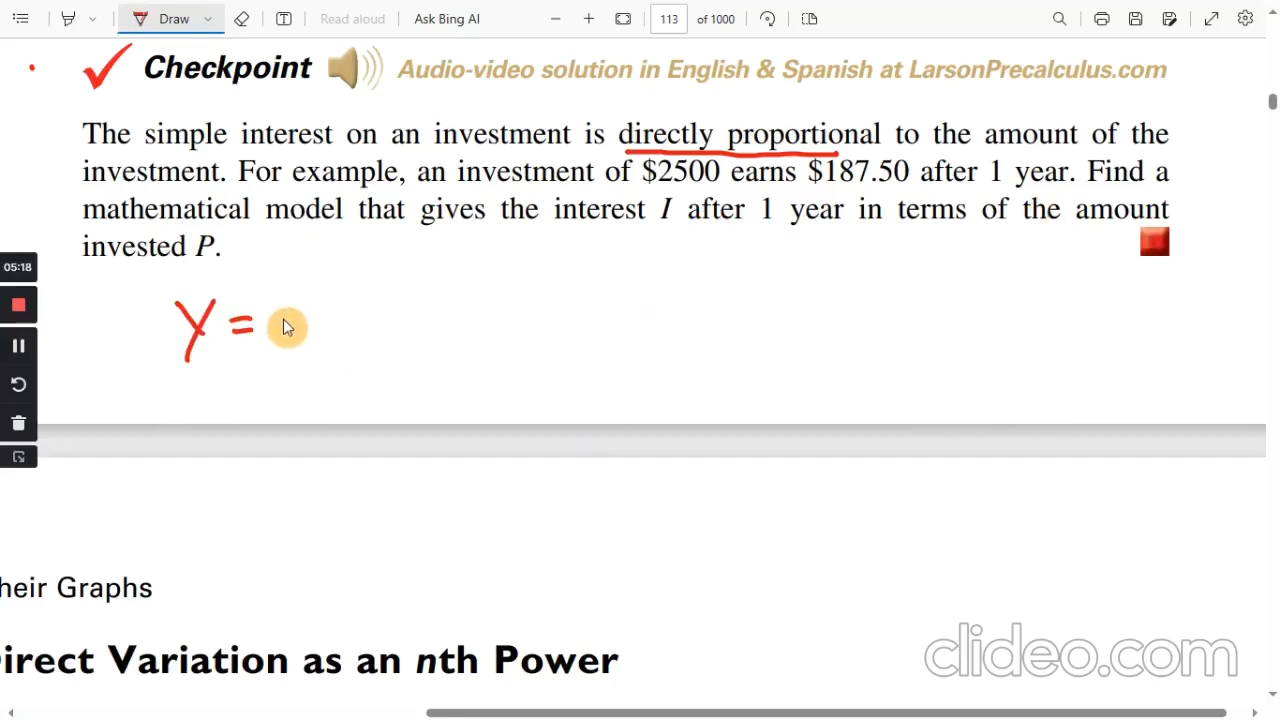 Draw
Read aloud
Ask Bing AI
113
of 1000
Checkpoint
Audio-video solution in English & Spanish at LarsonPrecalculus.com
The simple interest on an investment is directly proportional to the amount of the
investment. For example, an investment of $2500 earns $187.50 after 1 year. Find a
mathematical model that gives the interest I after 1 year in terms of the amount
invested P.
05:18
y =
heir Graphs
irect Variation as an nth Power
clideo.com